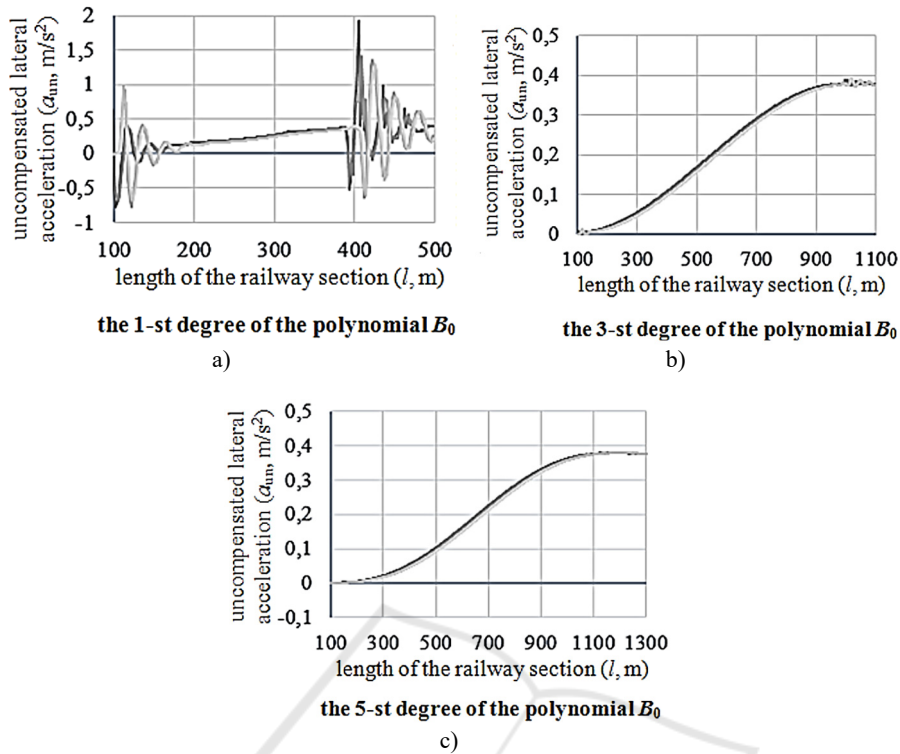 2
1,5
1
0,5
0
-0,5
-1
uncompensated lateral
acceleration (aun, m/s²)
100 200 300 400 500
length of the railway section (l, m)
the 1-st degree of the polynomial B0
a)
0,5
0,4
0,3
0,2
0,1
0
uncompensated lateral
acceleration (aun, m/s²)
100 300 500 700 900 1100
length of the railway section (l, m)
the 3-st degree of the polynomial B0
b)
0,5
0,4
0,3
0,2
0,1
0
-0,1
uncompensated lateral
acceleration (aun, m/s²)
100 300 500 700 900 1100 1300
length of the railway section (l, m)
the 5-st degree of the polynomial B0
c)